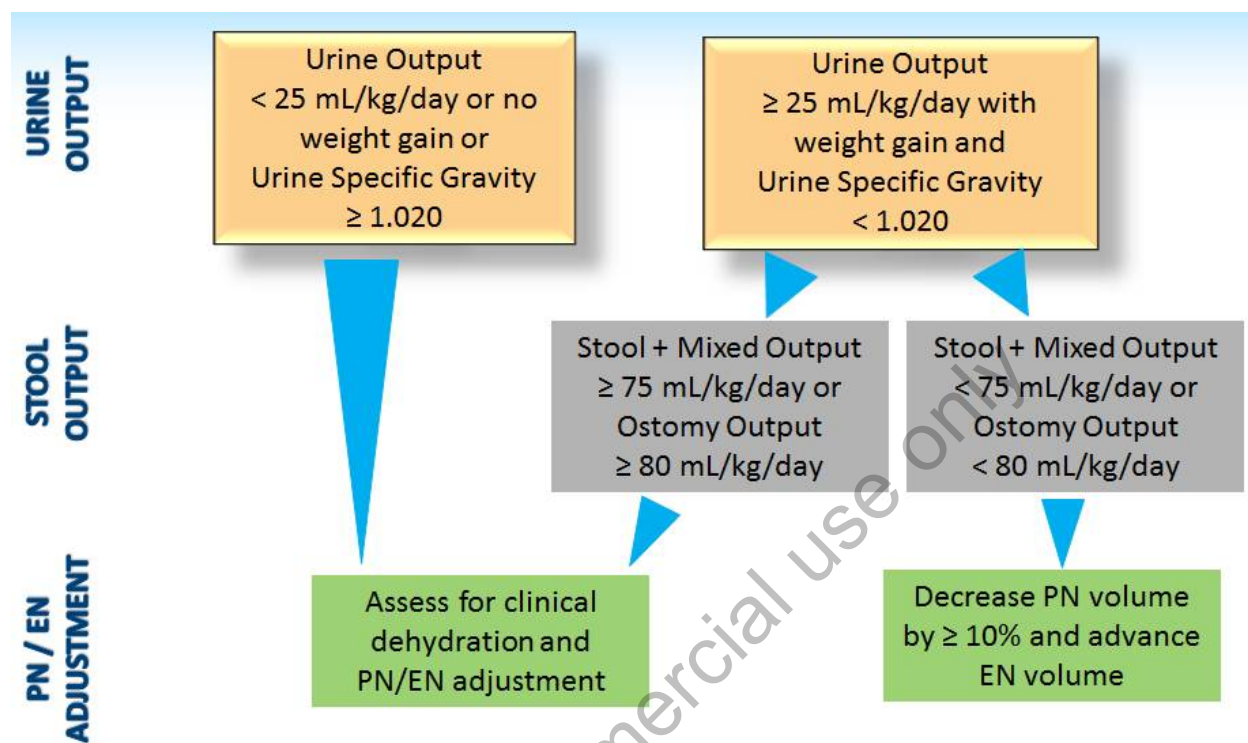 URINE
OUTPUT
Urine Output
< 25 mL/kg/day or no
weight gain or
Urine Specific Gravity
≥ 1.020
Urine Output
≥ 25 mL/kg/day with
weight gain and
Urine Specific Gravity
< 1.020
STOOL
OUTPUT
Stool + Mixed Output
≥ 75 mL/kg/day or
Ostomy Output
≥ 80 mL/kg/day
Stool + Mixed Output
< 75 mL/kg/day or
Ostomy Output
< 80 mL/kg/day
PN / EN
ADJUSTMENT
Assess for clinical
dehydration and
PN/EN adjustment
Decrease PN volume
by ≥ 10% and advance
EN volume
mercial use only